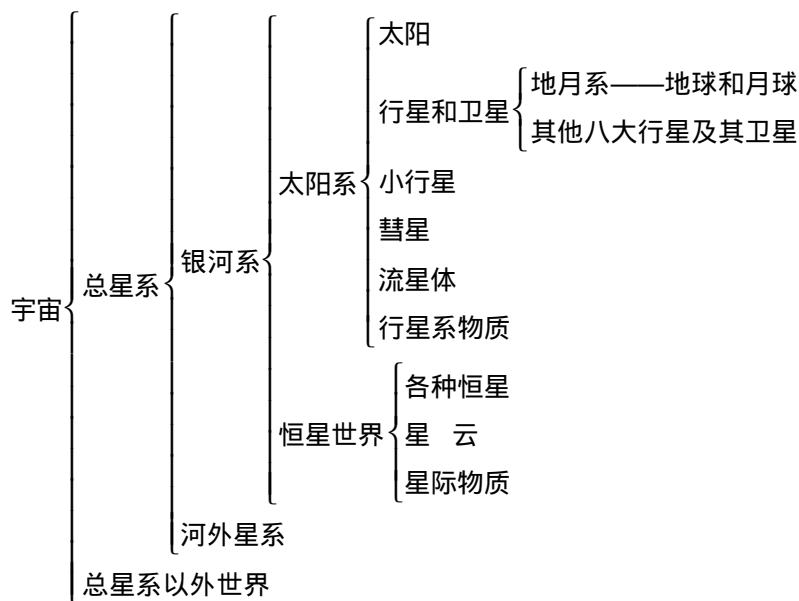 太阳
地月系——地球和月球
行星和卫星
其他八大行星及其卫星
太阳系
小行星
彗星
银河系
流星体
总星系
宇宙
行星系物质
各种恒星
恒星世界
星 云
星际物质
河外星系
总星系以外世界